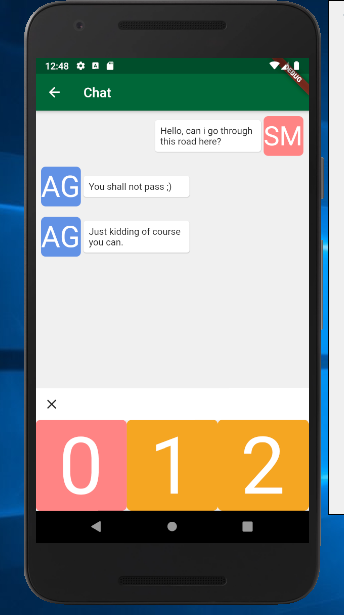 12:48
DEBUG
Chat
Hello, can i go through
this road here?
SM
AG
You shall not pass ;)
AG
Just kidding of course
you can.
0 1 2